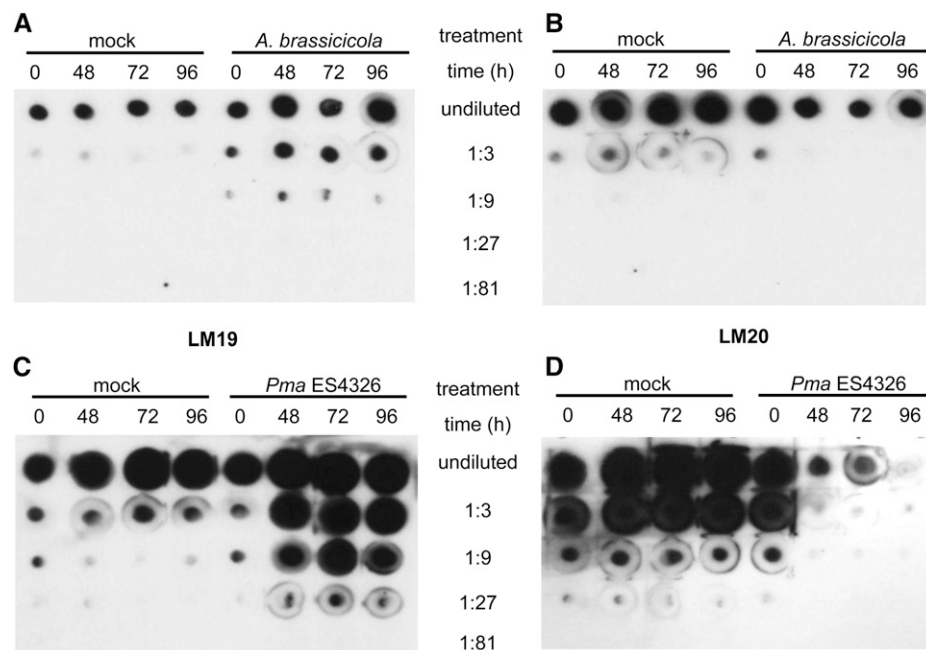 A
mock
A. brassicicola
0 48 72 96 0 48 72 96
treatment
time (h)
undiluted
1:3
1:9
1:27
1:81
B
mock
A. brassicicola
0 48 72 96 0 48 72 96
LM19
LM20
C
mock
Pma ES4326
0 48 72 96 0 48 72 96
treatment
time (h)
undiluted
1:3
1:9
1:27
1:81
D
mock
Pma ES4326
0 48 72 96 0 48 72 96